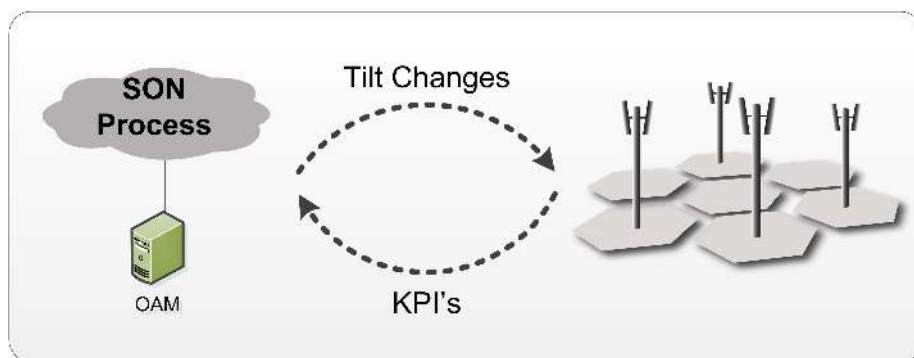 SON
Process
Tilt Changes
OAM
KPI's